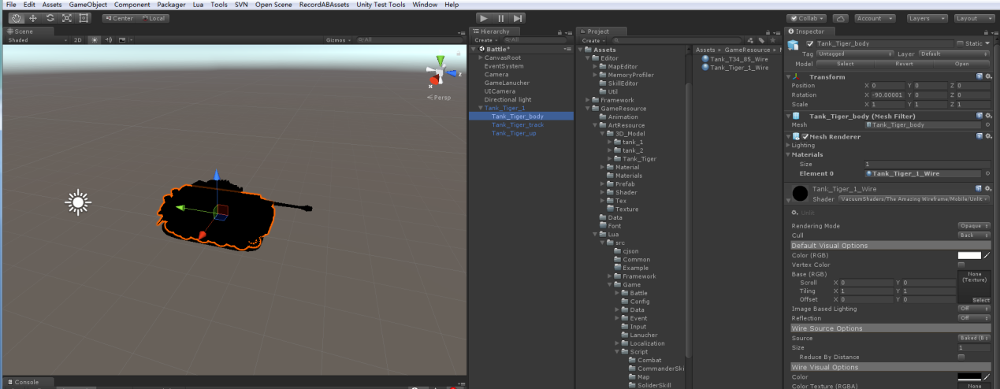 File Edit Assets GameObject Component Packager Lua Tools SVN Open Scene RecordABAssets Unity Test Tools Window Help
Center Local
Collab Account Layers Layout
Scene
Shaded 2D Gizmos All
z
x
Persp
Console
Hierarchy
Create All
Battle*
CanvasRoot
EventSystem
Camera
GameLanucher
UICamera
Directional light
Tank_Tiger_1
Tank_Tiger_body
Tank_Tiger_track
Tank_Tiger_up
Project
Create
Assets
Editor
MapEditor
MemoryProfiler
SkillEditor
Util
Framework
GameResource
Animation
ArtResource
3D_Model
tank_1
tank_2
Tank_Tiger
Material
Materials
Prefab
Shader
Tex
Texture
Data
Font
Lua
src
cjson
Common
Example
Framework
Game
Battle
Config
Data
Event
Input
Lanucher
Localization
Script
Combat
CommanderSki
Map
SoliderSkill
Assets GameResource
Tank_T34_85_Wire
Tank_Tiger_1_Wire
Inspector
Tank_Tiger_body Static
Tag Untagged Layer Default
Model Select Revert Open
Transform
Position X 0 Y 0 Z 0
Rotation X -90.00001 Y 0 Z 0
Scale X 1 Y 1 Z 1
Tank_Tiger_body (Mesh Filter)
Mesh Tank_Tiger_body
Mesh Renderer
Lighting
Materials
Size 1
Element 0 Tank_Tiger_1_Wire
Tank_Tiger_1_Wire
Shader VacuumShaders/The Amazing Wireframe/Mobile/Unlit
Unlit
Rendering Mode Opaque
Cull Back
Default Visual Options
Color (RGB)
Vertex Color
Base (RGB) None
(Texture)
Scroll X 0 Y 0
Tiling X 1 Y 1
Offset X 0 Y 0 Select
Image Based Lighting Off
Reflection Off
Wire Source Options
Source Baked (B
Size 1
Reduce By Distance
Wire Visual Options
Color
Color Texture (RGBA) None